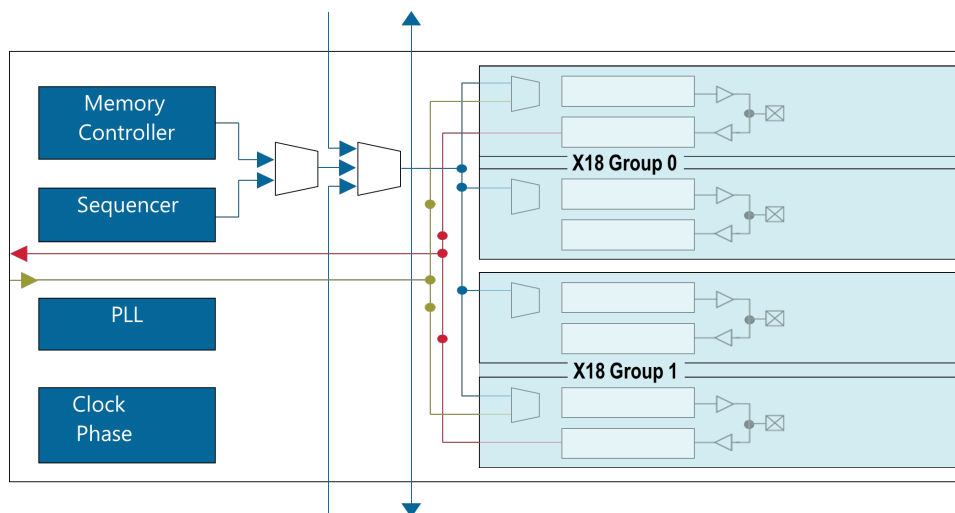 Memory
Controller
Sequencer
PLL
Clock
Phase
X18 Group 0
X18 Group 1